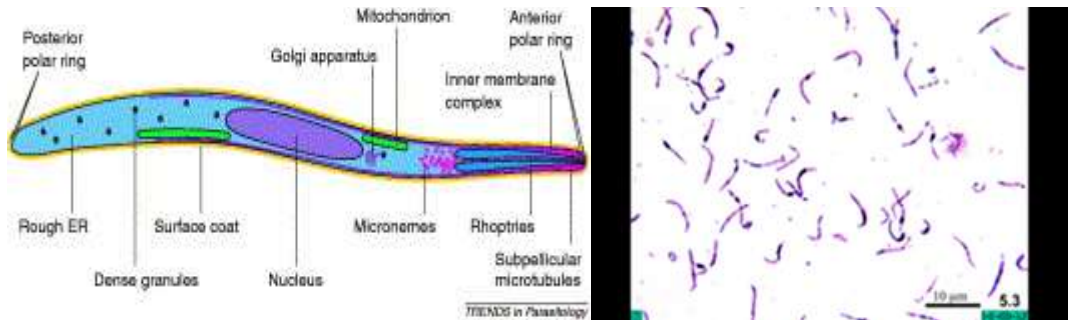 Mitochondrion
Anterior
polar ring
Posterior
polar ring
Golgi apparatus
Inner membrane
complex
Rough ER
Surface coat
Micronemes
Rhoptries
Subpellicular
microtubules
Dense granules
Nucleus
TRENDS in Parasitology
10 µm
5.3